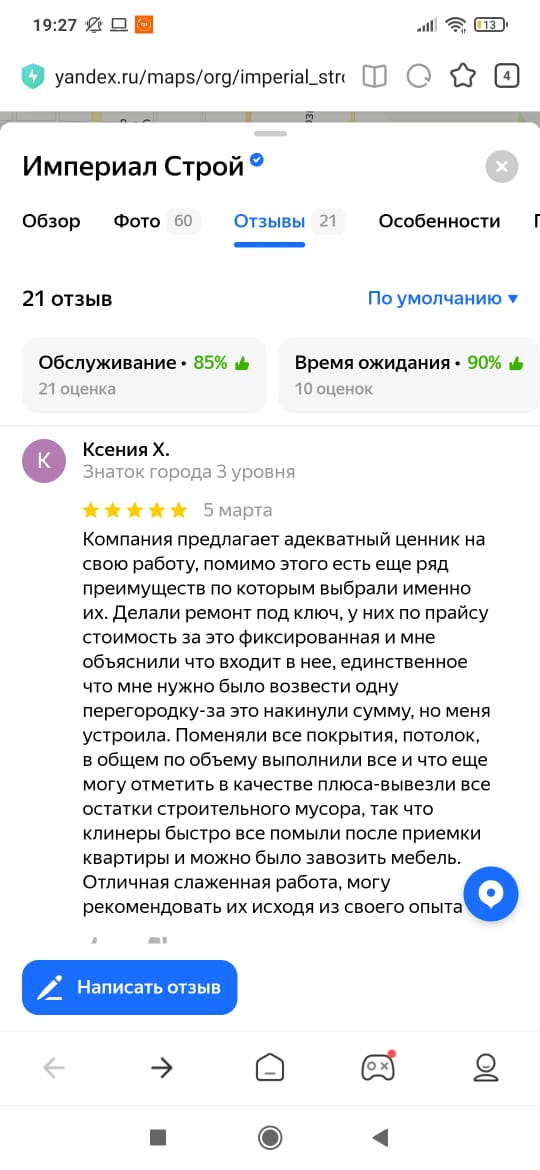 19:27
13
yandex.ru/maps/org/imperial_stro
4
Империал Строй
Обзор Фото 60 Отзывы 21 Особенности
21 отзыв По умолчанию
Обслуживание • 85%
21 оценка
Время ожидания • 90%
10 оценок
К
Ксения Х.
Знаток города 3 уровня
5 марта
Компания предлагает адекватный ценник на
свою работу, помимо этого есть еще ряд
преимуществ по которым выбрали именно
их. Делали ремонт под ключ, у них по прайсу
стоимость за это фиксированная и мне
объяснили что входит в нее, единственное
что мне нужно было возвести одну
перегородку-за это накинули сумму, но меня
устроила. Поменяли все покрытия, потолок,
в общем по объему выполнили все и что еще
могу отметить в качестве плюса-вывезли все
остатки строительного мусора, так что
клинеры быстро все помыли после приемки
квартиры и можно было завозить мебель.
Отличная слаженная работа, могу
рекомендовать их исходя из своего опыта
Написать отзыв